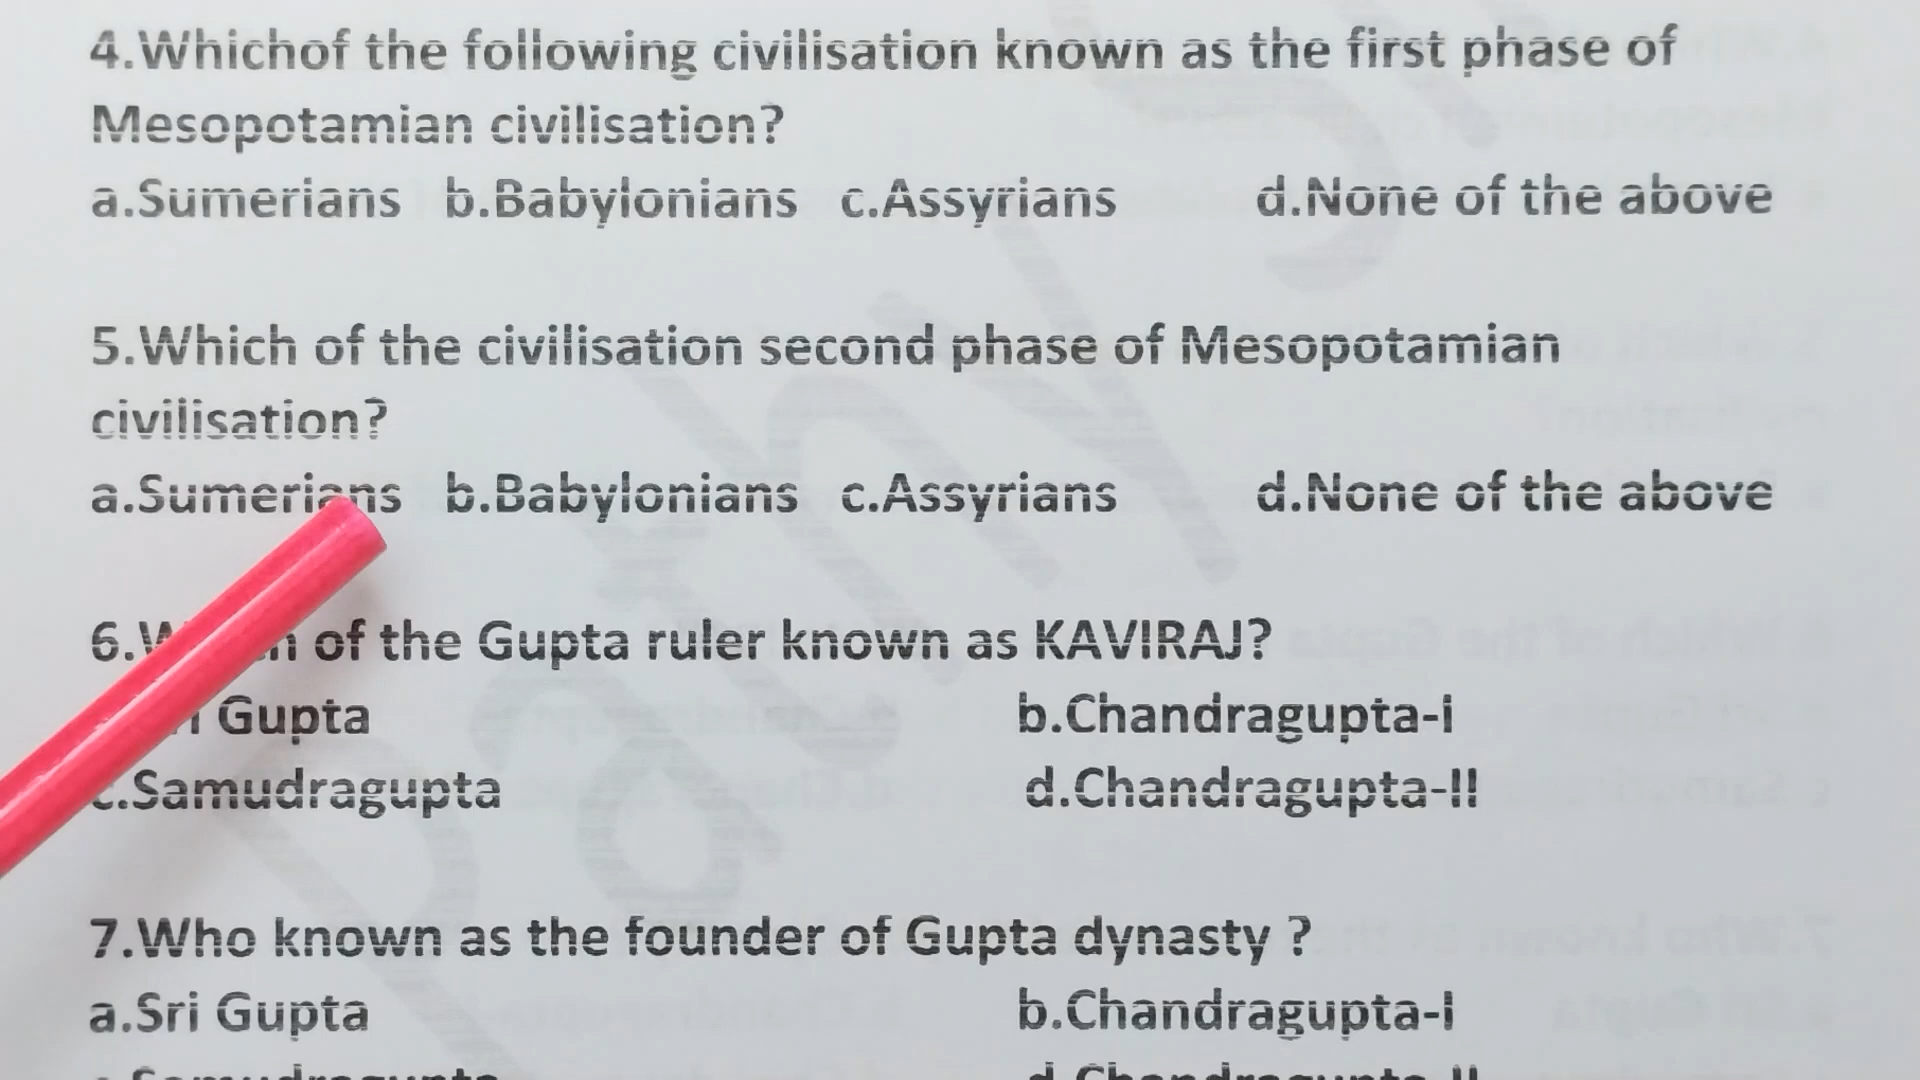 4.Whichof the following civilisation known as the first phase of
Mesopotamian civilisation?
a.Sumerians b.Babylonians c.Assyrians d.None of the above
5.Which of the civilisation second phase of Mesopotamian
civilisation?
a.Sumerians b.Babylonians c.Assyrians d.None of the above
6. of the Gupta ruler known as KAVIRAJ?
Gupta b.Chandragupta-I
c.Samudragupta d.Chandragupta-II
7.Who known as the founder of Gupta dynasty ?
a.Sri Gupta b.Chandragupta-I
c.Samudragupta d.Chandragupta-II